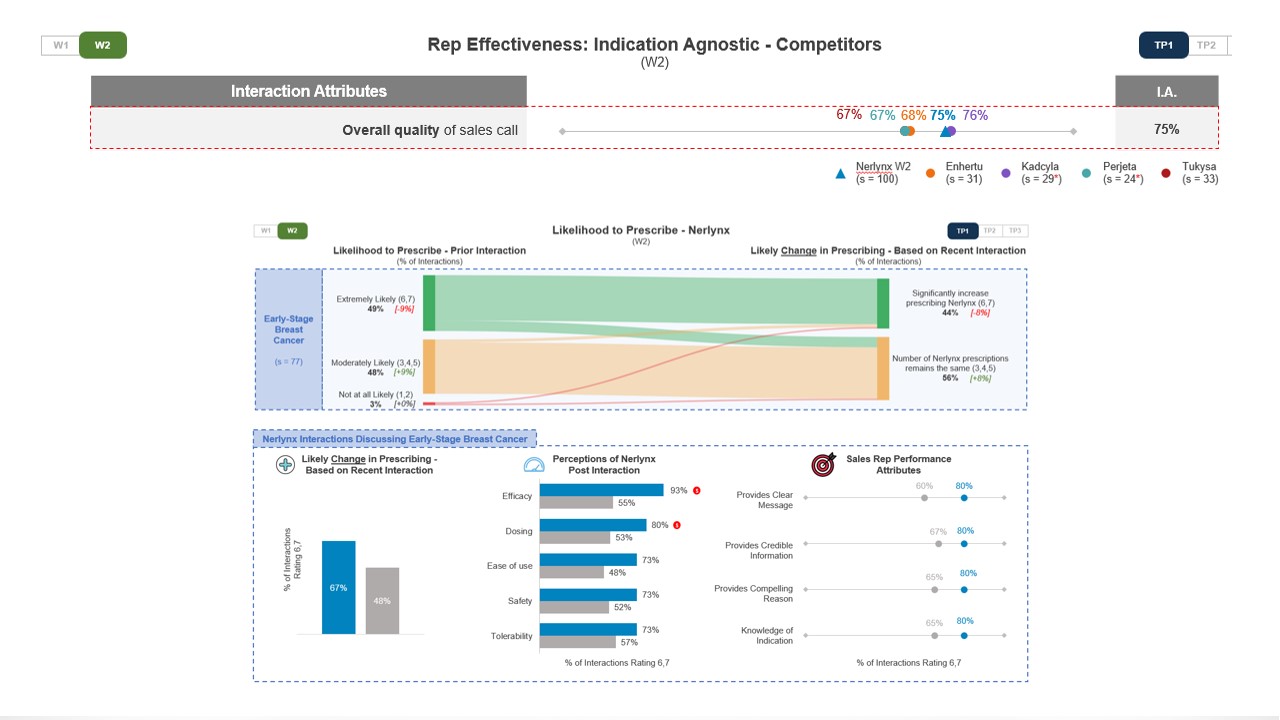 W1 W2
Rep Effectiveness: Indication Agnostic - Competitors
(W2)
TP1 TP2
Interaction Attributes
I.A.
67% 67% 68% 75% 76%
Overall quality of sales call
75%
Nerlynx W2
(s = 100)
Enhertu
(s = 31)
Kadcyla
(s = 29*)
Perjeta
(s = 24*)
Tukysa
(s = 33)
W1 W2
Likelihood to Prescribe - Nerlynx
(W2)
TP1 TP2 TP3
Likelihood to Prescribe - Prior Interaction
(% of Interactions)
Likely Change in Prescribing - Based on Recent Interaction
(% of Interactions)
Early-Stage
Breast
Cancer
(s = 77)
Extremely Likely (6,7)
49% [-9%]
Moderately Likely (3,4,5)
48% [+9%]
Not at all Likely (1,2)
3% [+0%]
Significantly increase
prescribing Nerlynx (6,7)
44% [-8%]
Number of Nerlynx prescriptions
remains the same (3,4,5)
56% [+8%]
Nerlynx Interactions Discussing Early-Stage Breast Cancer
Likely Change in Prescribing -
Based on Recent Interaction
% of Interactions
Rating 6,7
67%
48%
Perceptions of Nerlynx
Post Interaction
Efficacy
93%
55%
Dosing
80%
53%
Ease of use
73%
48%
Safety
73%
52%
Tolerability
73%
57%
% of Interactions Rating 6,7
Sales Rep Performance
Attributes
60% 80%
Provides Clear
Message
67% 80%
Provides Credible
Information
65% 80%
Provides Compelling
Reason
65% 80%
Knowledge of
Indication
% of Interactions Rating 6,7